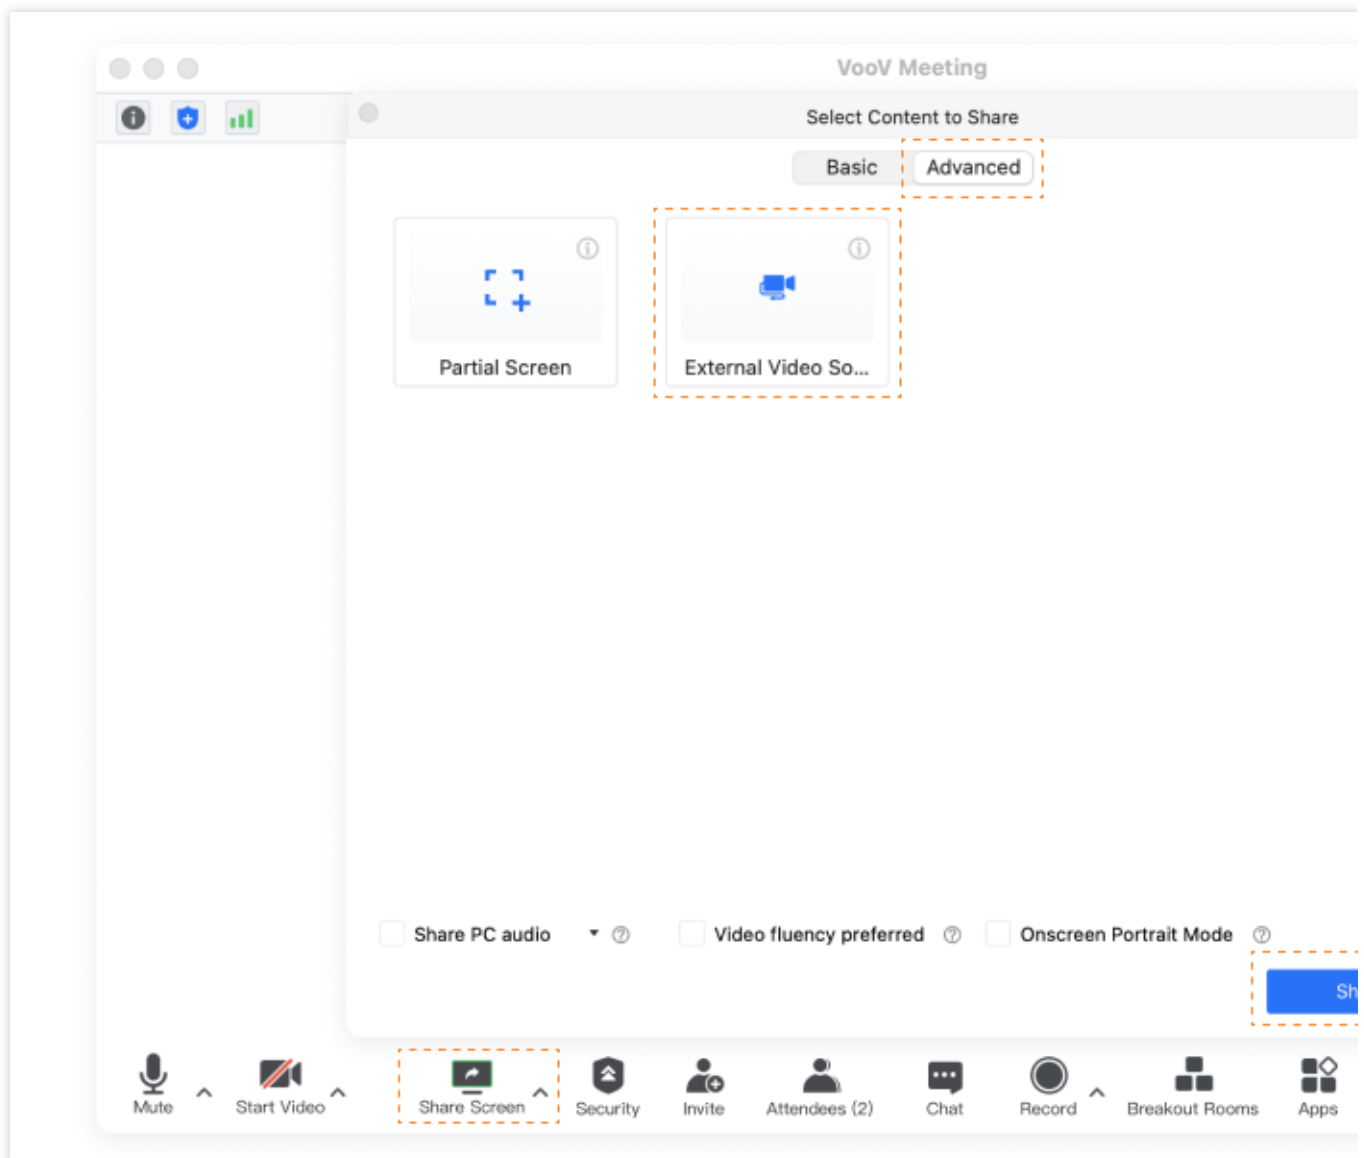 VooV Meeting
Select Content to Share
Basic Advanced
Partial Screen External Video So...
Share PC audio Video fluency preferred Onscreen Portrait Mode
Sh
Mute Start Video Share Screen Security Invite Attendees (2) Chat Record Breakout Rooms Apps